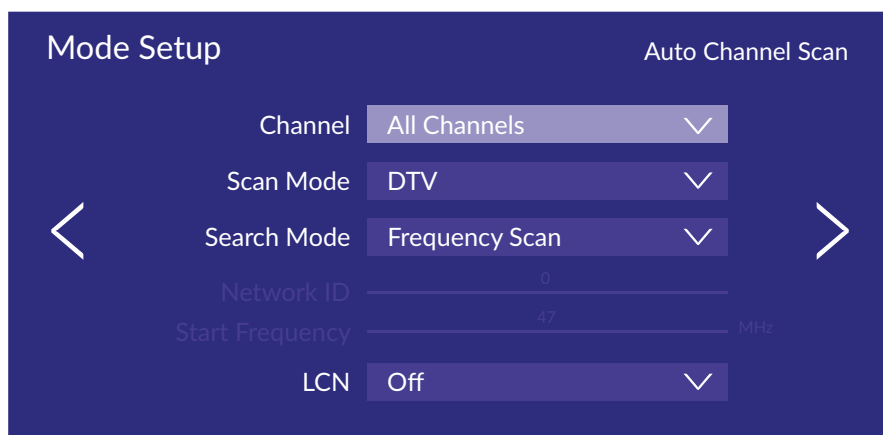 Mode Setup
Auto Channel Scan
Channel All Channels
Scan Mode DTV
Search Mode Frequency Scan
Network ID 0
Start Frequency 47 MHz
LCN Off